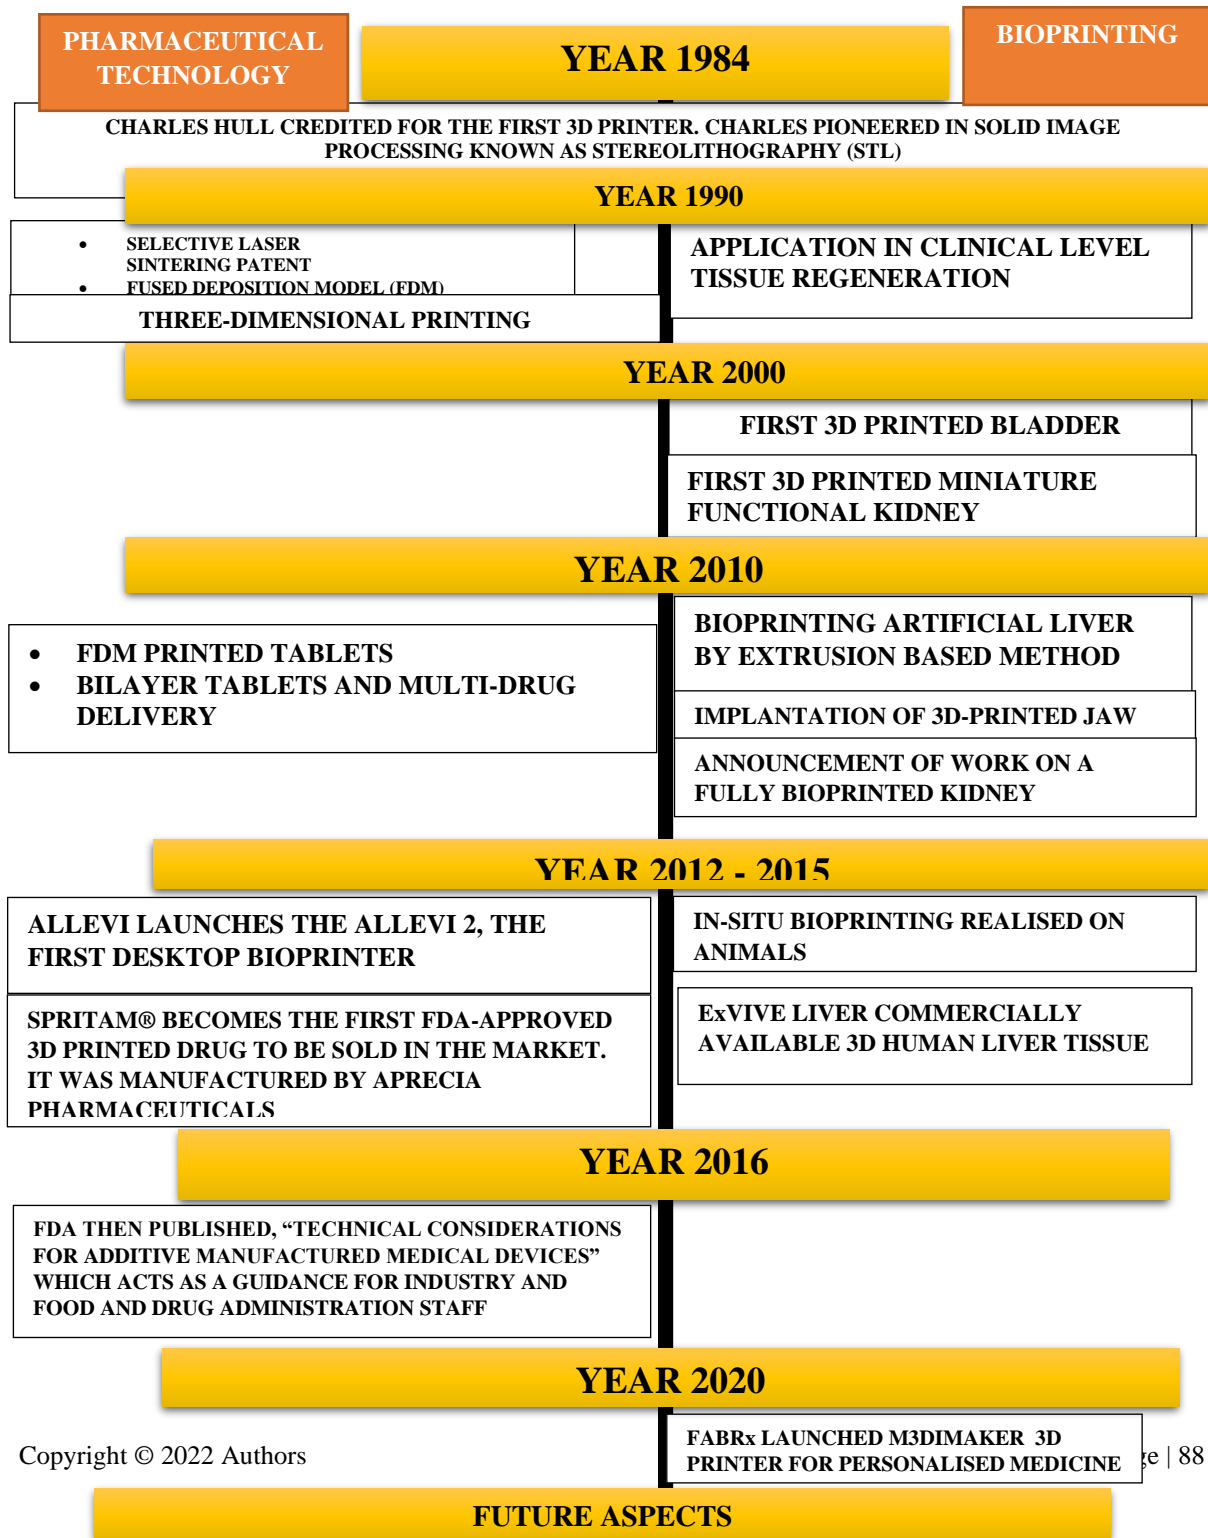 PHARMACEUTICAL
TECHNOLOGY
YEAR 1984
BIOPRINTING
CHARLES HULL CREDITED FOR THE FIRST 3D PRINTER. CHARLES PIONEERED IN SOLID IMAGE
PROCESSING KNOWN AS STEREOLITHOGRAPHY (STL)
YEAR 1990
• SELECTIVE LASER
SINTERING PATENT
• FUSED DEPOSITION MODEL (FDM)
THREE-DIMENSIONAL PRINTING
APPLICATION IN CLINICAL LEVEL
TISSUE REGENERATION
YEAR 2000
FIRST 3D PRINTED BLADDER
FIRST 3D PRINTED MINIATURE
FUNCTIONAL KIDNEY
YEAR 2010
• FDM PRINTED TABLETS
• BILAYER TABLETS AND MULTI-DRUG
DELIVERY
BIOPRINTING ARTIFICIAL LIVER
BY EXTRUSION BASED METHOD
IMPLANTATION OF 3D-PRINTED JAW
ANNOUNCEMENT OF WORK ON A
FULLY BIOPRINTED KIDNEY
YEAR 2012 - 2015
ALLEVI LAUNCHES THE ALLEVI 2, THE
FIRST DESKTOP BIOPRINTER
SPRITAM® BECOMES THE FIRST FDA-APPROVED
3D PRINTED DRUG TO BE SOLD IN THE MARKET.
IT WAS MANUFACTURED BY APRECIA
PHARMACEUTICALS
IN-SITU BIOPRINTING REALISED ON
ANIMALS
ExVIVE LIVER COMMERCIALLY
AVAILABLE 3D HUMAN LIVER TISSUE
YEAR 2016
FDA THEN PUBLISHED, “TECHNICAL CONSIDERATIONS
FOR ADDITIVE MANUFACTURED MEDICAL DEVICES”
WHICH ACTS AS A GUIDANCE FOR INDUSTRY AND
FOOD AND DRUG ADMINISTRATION STAFF
YEAR 2020
FABRx LAUNCHED M3DIMAKER 3D
PRINTER FOR PERSONALISED MEDICINE
Copyright © 2022 Authors
ge | 88
FUTURE ASPECTS